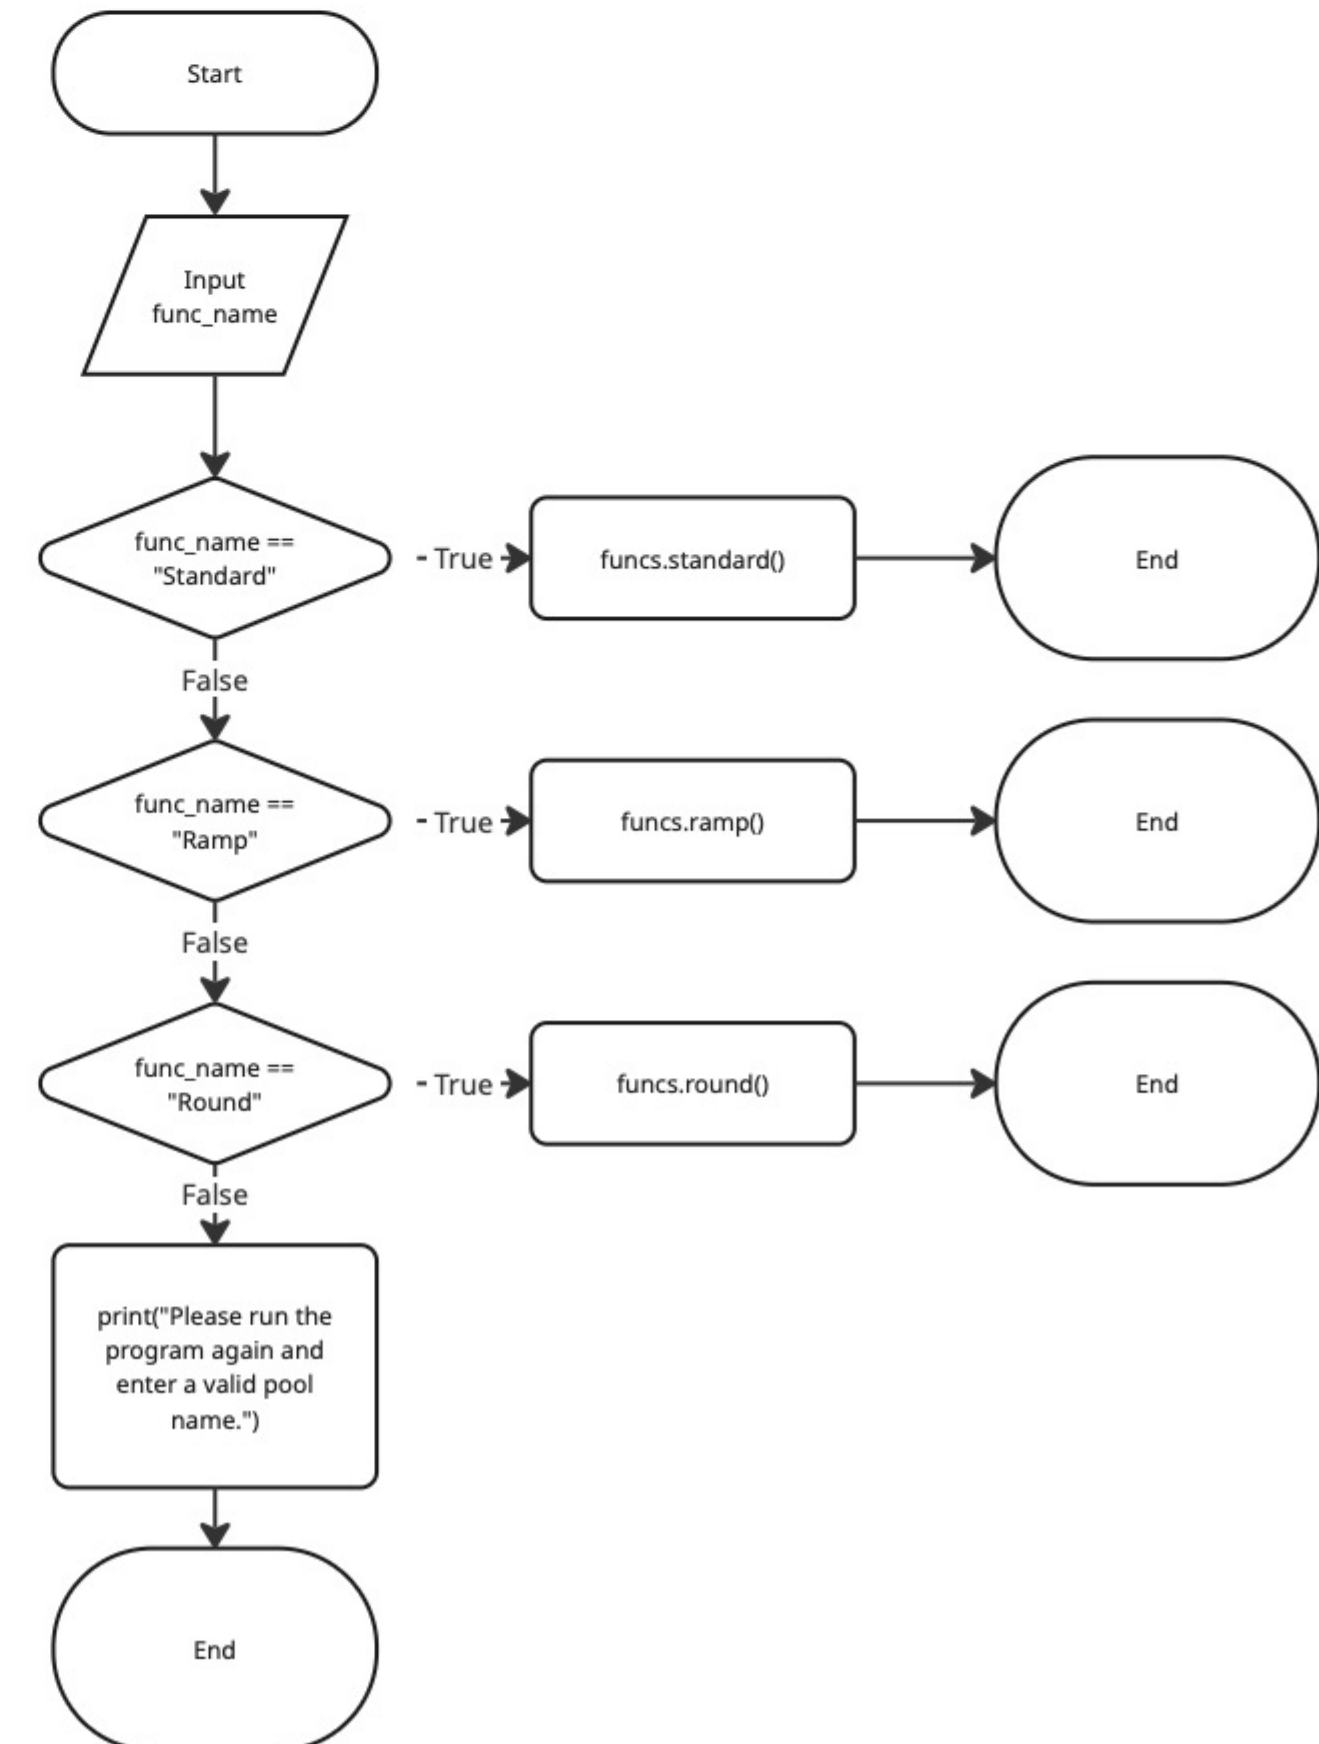 Start
Input
func_name
func_name ==
"Standard"
True
funcs.standard()
End
False
func_name ==
"Ramp"
True
funcs.ramp()
End
False
func_name ==
"Round"
True
funcs.round()
End
False
print("Please run the
program again and
enter a valid pool
name.")
End